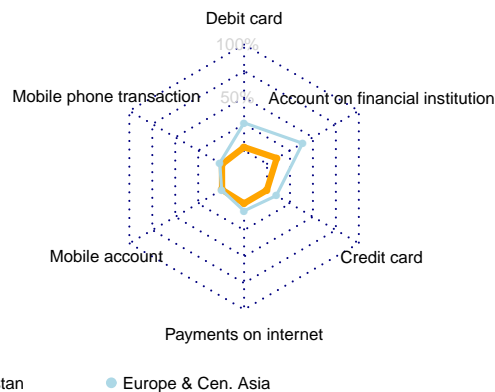 Debit card
100%
Mobile phone transaction
50%
Account on financial institution
Mobile account
Credit card
Payments on internet
Europe & Cen. Asia